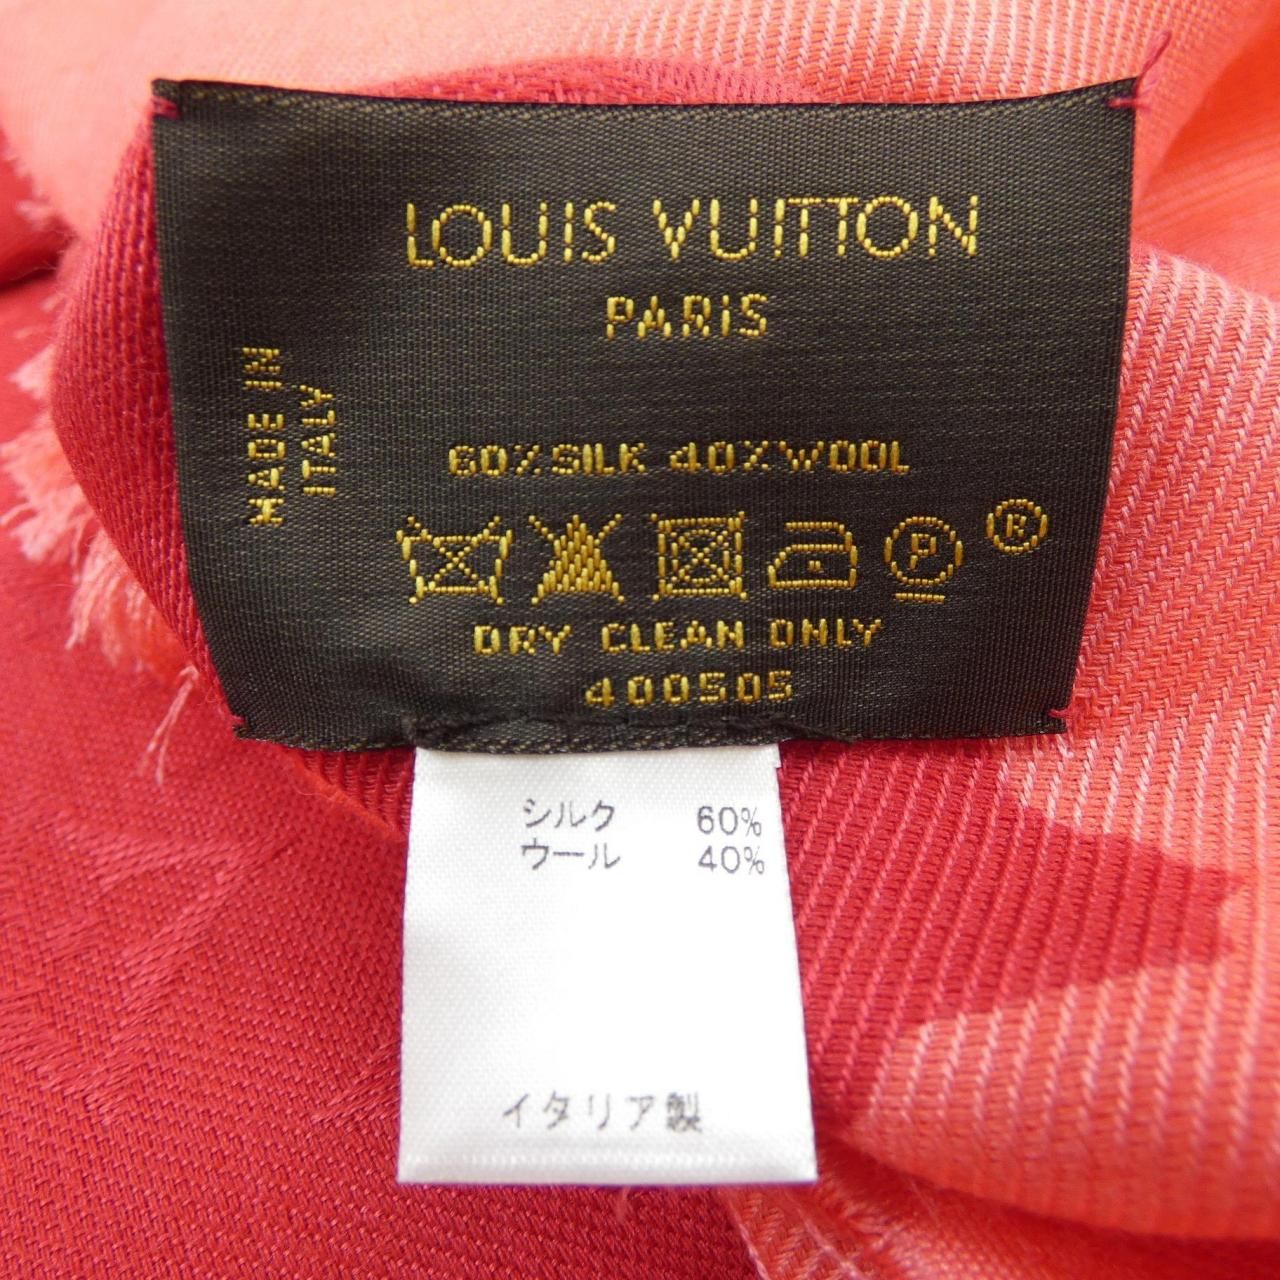 LOUIS VUITTON
PARIS
MADE IN
ITALY
60% SILK 40% WOOL
P
®
DRY CLEAN ONLY
400505
シルク 60%
ウール 40%
イタリア製